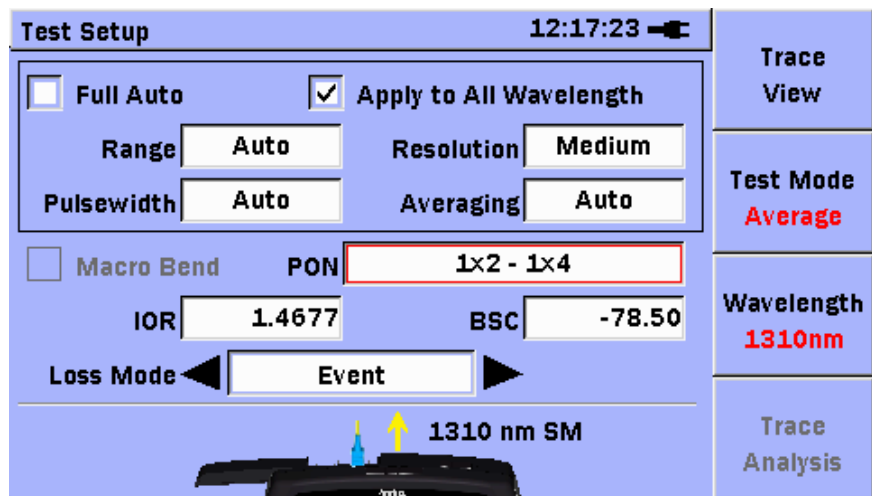 Test Setup 12:17:23
Full Auto Apply to All Wavelength
Range Auto Resolution Medium
Pulsewidth Auto Averaging Auto
Macro Bend PON 1x2 - 1x4
IOR 1.4677 BSC -78.50
Loss Mode Event
1310 nm SM
Trace
View
Test Mode
Average
Wavelength
1310nm
Trace
Analysis